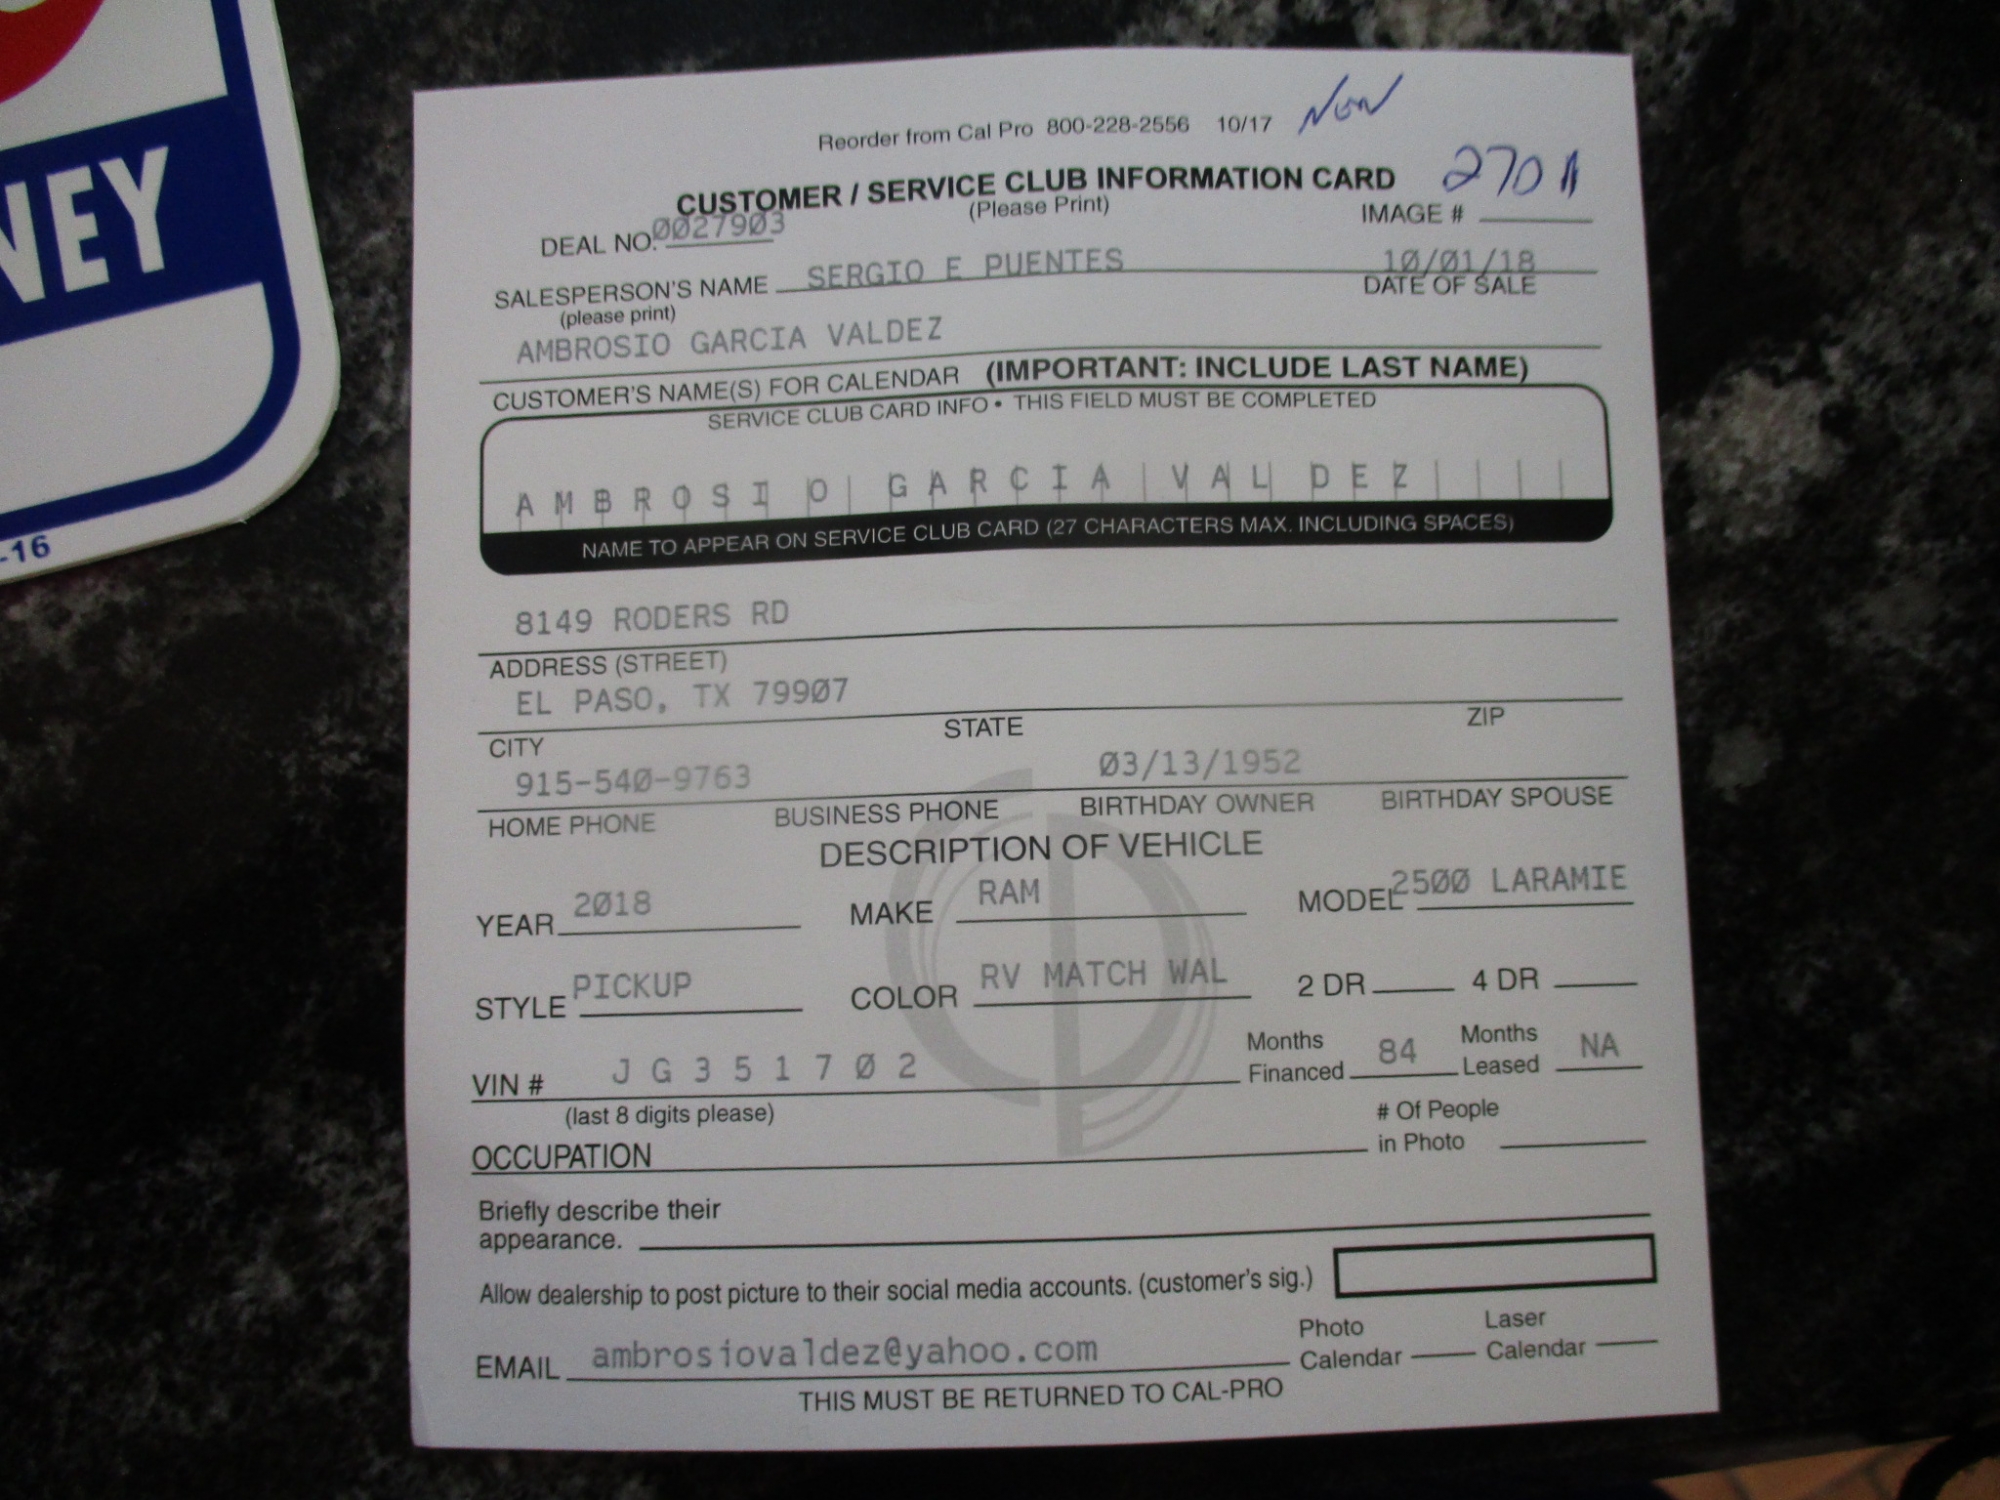 NEY
-16
Reorder from Cal Pro 800-228-2556 10/17 New
CUSTOMER / SERVICE CLUB INFORMATION CARD
(Please Print)
270
IMAGE #
DEAL NO. 0027903
SALESPERSON'S NAME SERGIO E PUENTES 10/01/18
(please print) DATE OF SALE
AMBROSIO GARCIA VALDEZ
CUSTOMER'S NAME(S) FOR CALENDAR (IMPORTANT: INCLUDE LAST NAME)
SERVICE CLUB CARD INFO • THIS FIELD MUST BE COMPLETED
AMBROSIO GARCIA VALDEZ
NAME TO APPEAR ON SERVICE CLUB CARD (27 CHARACTERS MAX. INCLUDING SPACES)
8149 RODERS RD
ADDRESS (STREET)
EL PASO, TX 79907
CITY STATE ZIP
915-540-9763 03/13/1952
HOME PHONE BUSINESS PHONE BIRTHDAY OWNER BIRTHDAY SPOUSE
DESCRIPTION OF VEHICLE
YEAR 2018 MAKE RAM MODEL 2500 LARAMIE
STYLE PICKUP COLOR RV MATCH WAL 2 DR 4 DR
VIN # JG351702 Months Financed 84 Months Leased NA
(last 8 digits please)
OCCUPATION # Of People in Photo
Briefly describe their
appearance.
Allow dealership to post picture to their social media accounts. (customer's sig.)
EMAIL ambrosiovaldez@yahoo.com Photo Calendar Laser Calendar
THIS MUST BE RETURNED TO CAL-PRO